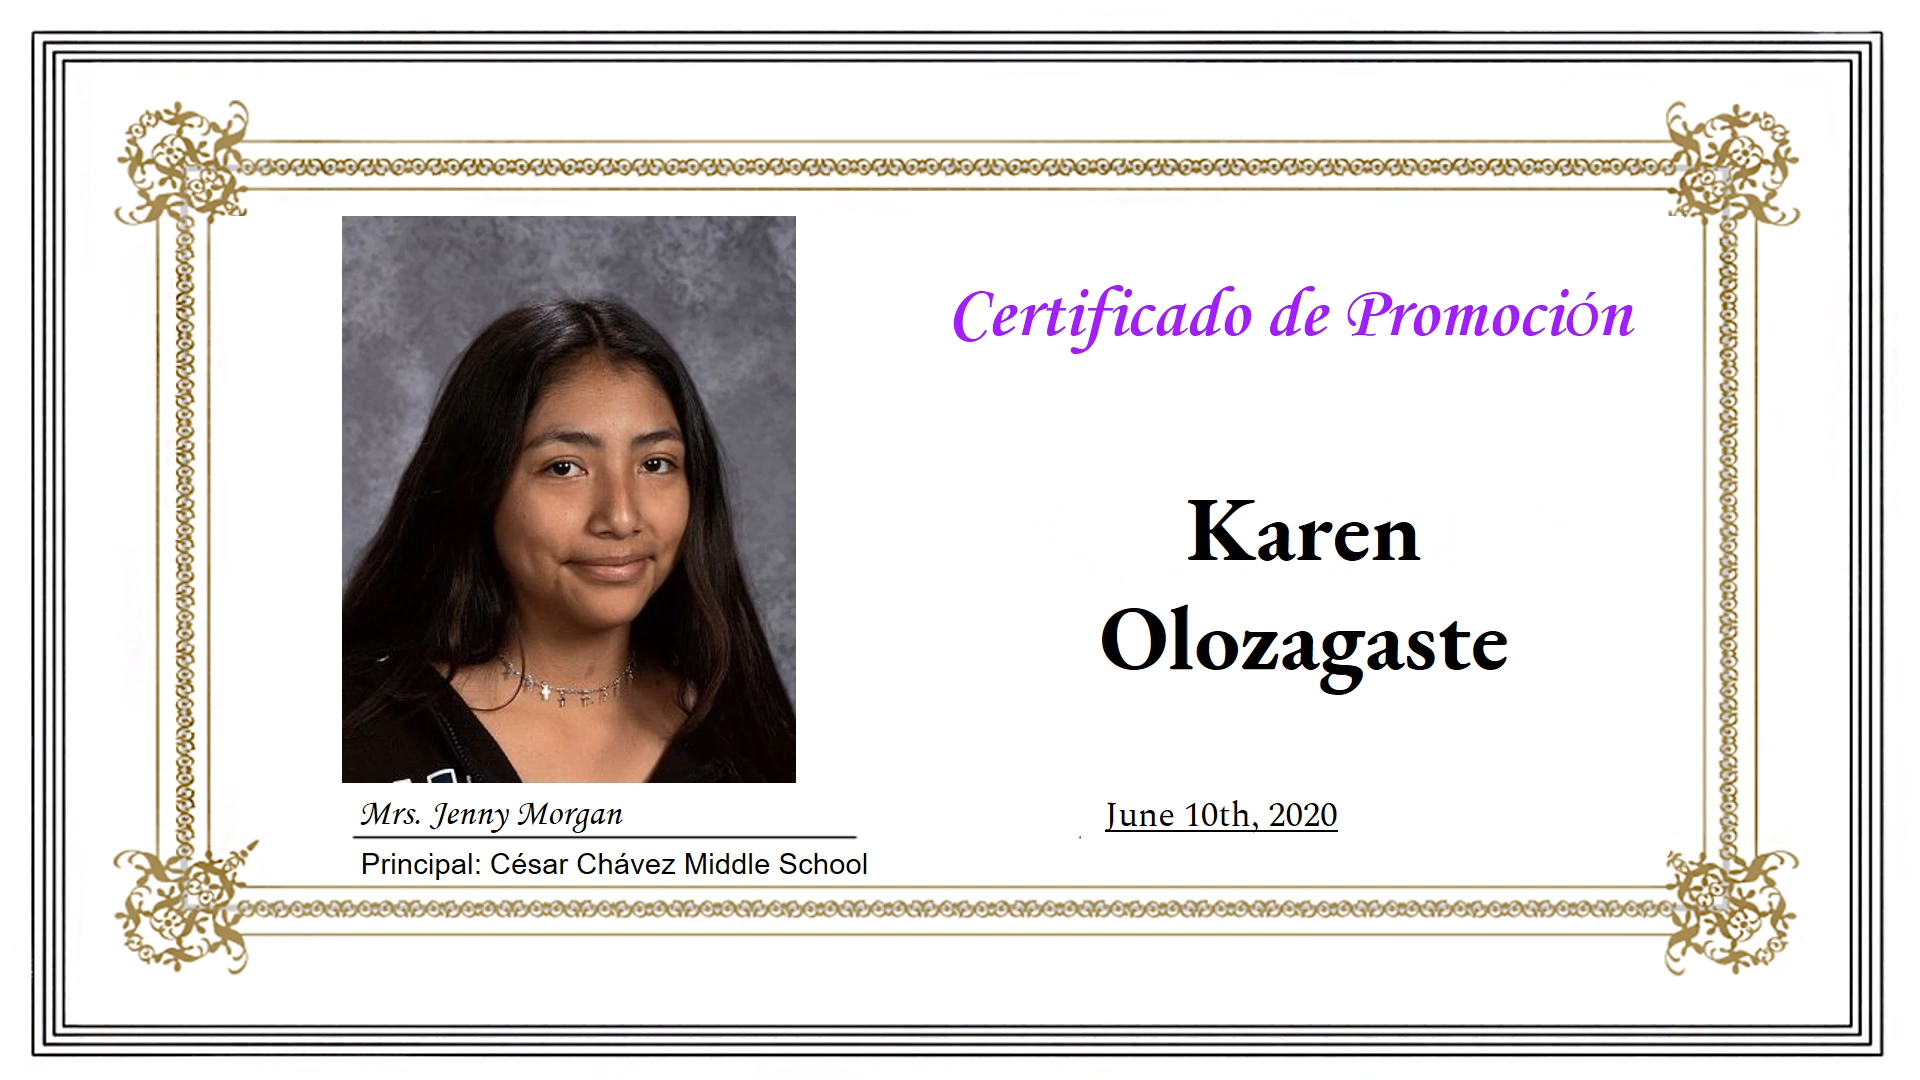 Certificado de Promoción
Karen
Olozagaste
Mrs. Jenny Morgan
June 10th, 2020
Principal: César Chávez Middle School